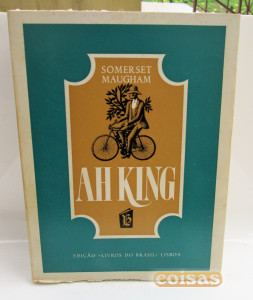 SOMERSET
MAUGHAM
AH KING
EDIÇÃO «LIVROS DO BRASIL» LISBOA
coisas